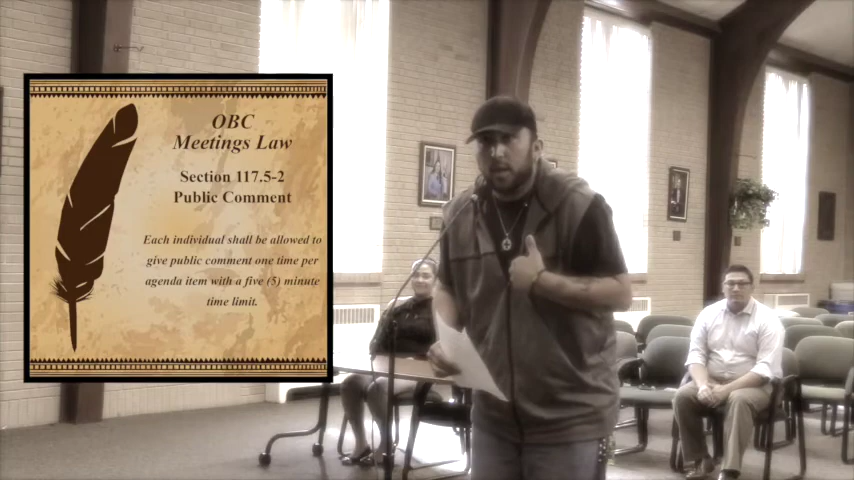 OBC
Meetings Law
Section 117.5-2
Public Comment
Each individual shall be allowed to
give public comment one time per
agenda item with a five (5) minute
time limit.